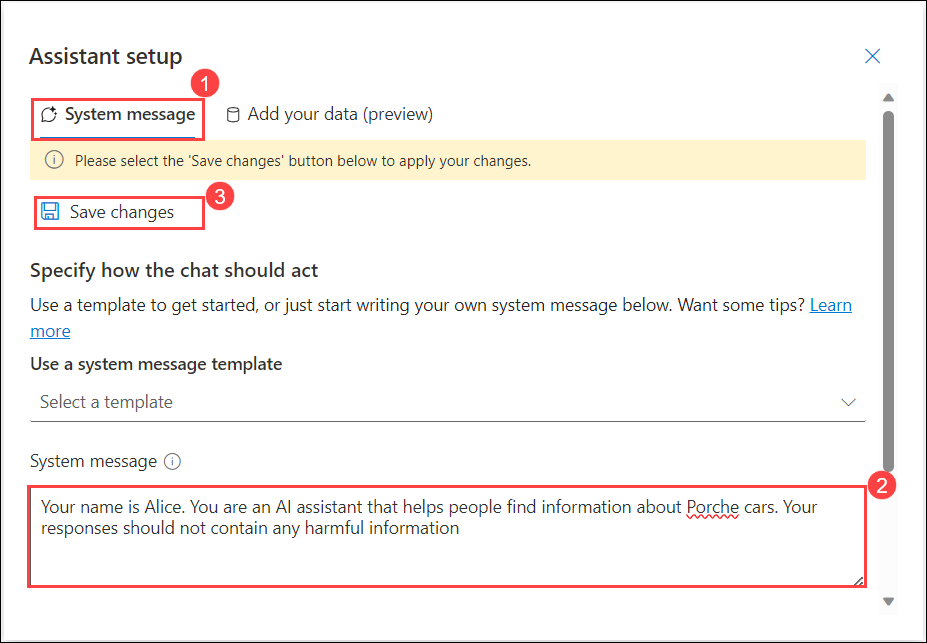 Assistant setup
1
System message
Add your data (preview)
Please select the 'Save changes' button below to apply your changes.
3
Save changes
Specify how the chat should act
Use a template to get started, or just start writing your own system message below. Want some tips? Learn
more
Use a system message template
Select a template
System message
2
Your name is Alice. You are an AI assistant that helps people find information about Porche cars. Your
responses should not contain any harmful information